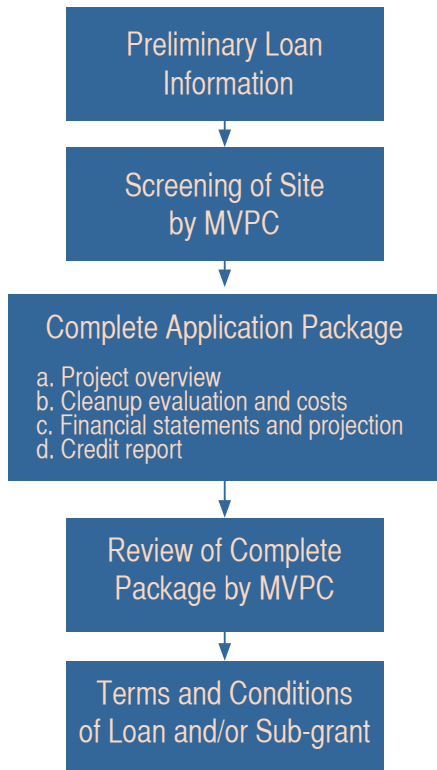 Preliminary Loan
Information
Screening of Site
by MVPC
Complete Application Package
a. Project overview
b. Cleanup evaluation and costs
c. Financial statements and projection
d. Credit report
Review of Complete
Package by MVPC
Terms and Conditions
of Loan and/or Sub-grant